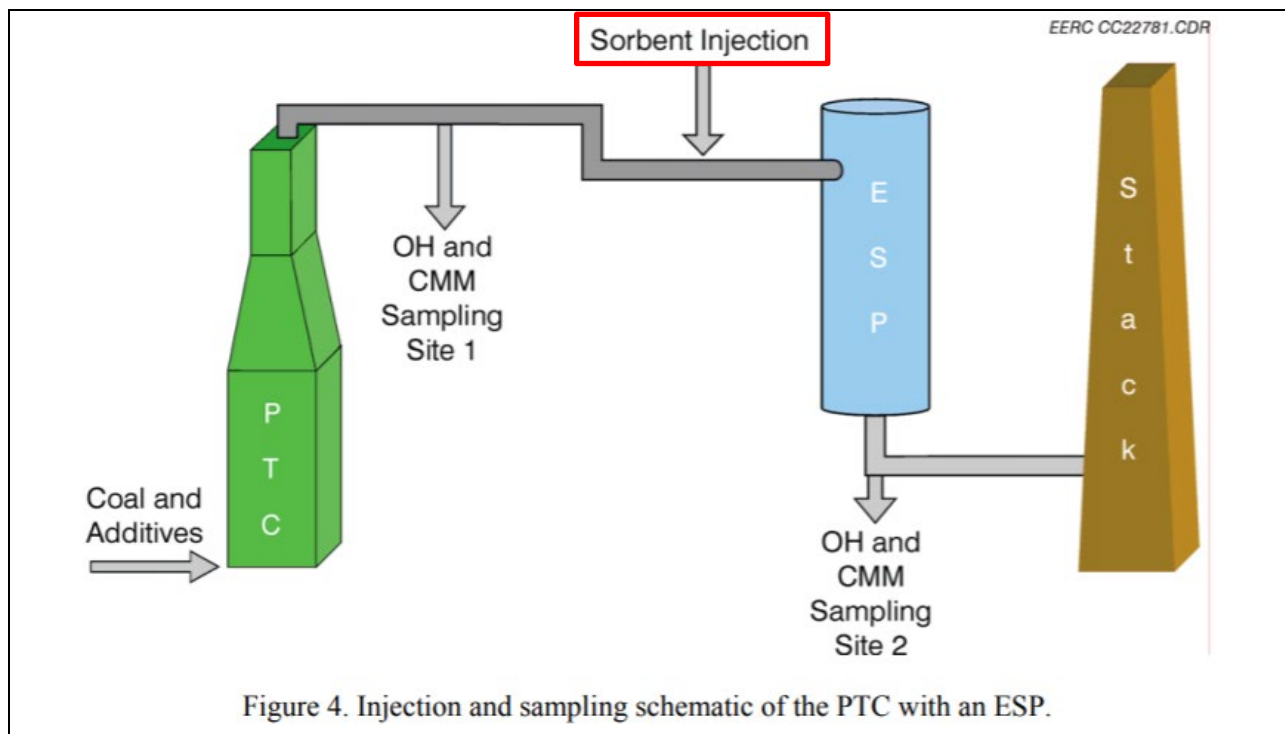 EERC CC22781.CDR
Sorbent Injection
OH and
CMM
Sampling
Site 1
E
S
P
S
t
a
c
k
P
T
C
Coal and
Additives
OH and
CMM
Sampling
Site 2
Figure 4. Injection and sampling schematic of the PTC with an ESP.